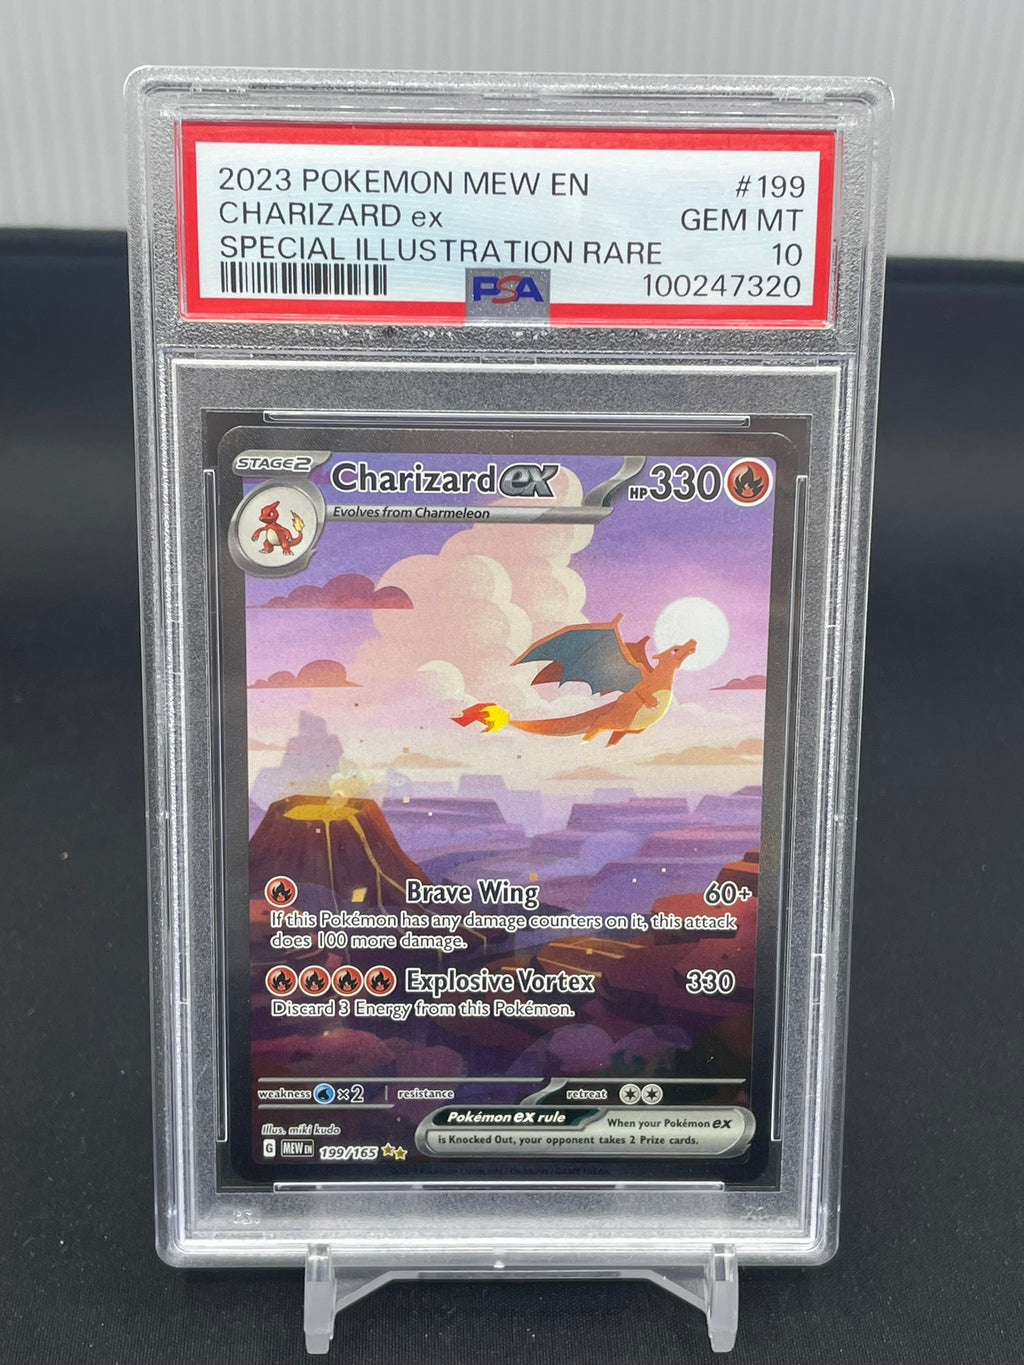 2023 POKEMON MEW EN #199
CHARIZARD ex GEM MT
SPECIAL ILLUSTRATION RARE 10
PSA 100247320
STAGE2 Charizard ex HP330
Evolves from Charmeleon
Brave Wing 60+
If this Pokémon has any damage counters on it, this attack
does 100 more damage.
Explosive Vortex 330
Discard 3 Energy from this Pokémon.
weakness ×2 resistance retreat
Pokémon ex rule When your Pokémon ex
is Knocked Out, your opponent takes 2 Prize cards.
Illus. miki kudo
G MEW EN 199/165